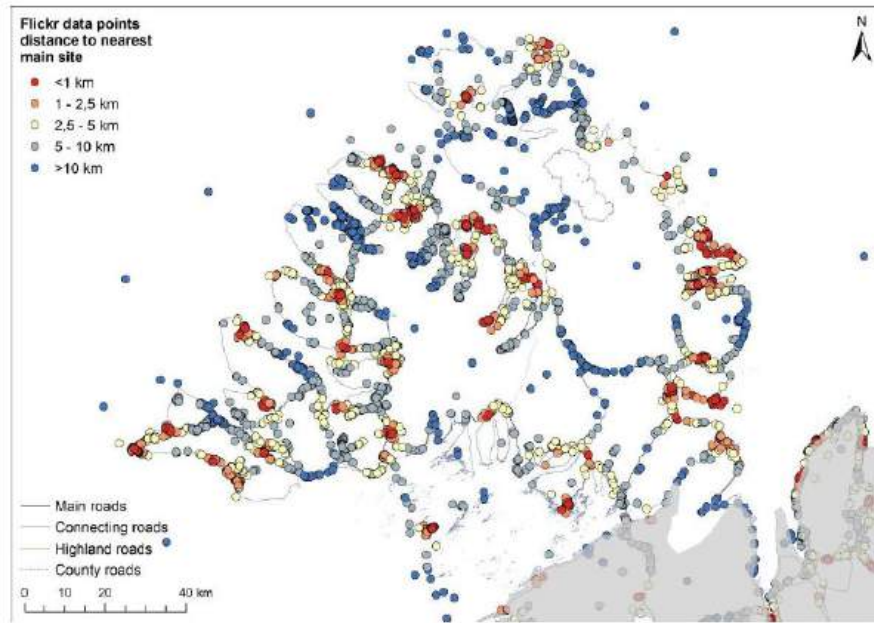 Flickr data points
distance to nearest
main site
<1 km
1 - 2,5 km
2,5 - 5 km
5 - 10 km
>10 km
N
Main roads
Connecting roads
Highland roads
County roads
0 10 20 40 km